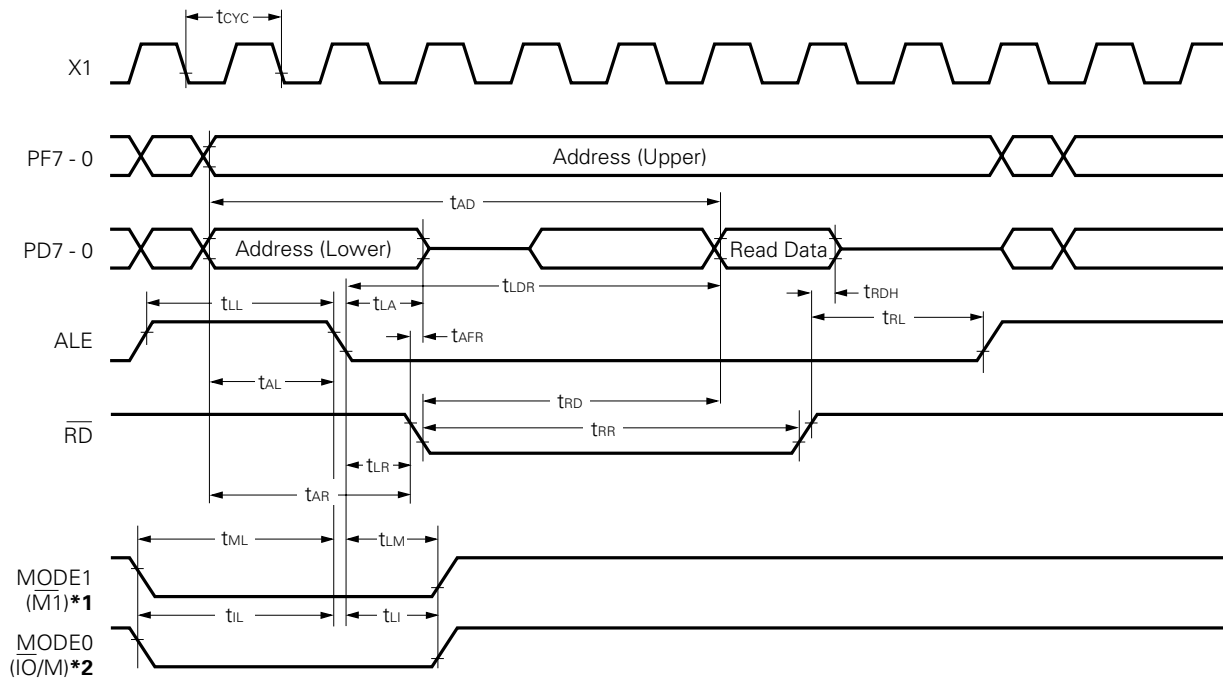 tCYC
X1
PF7 - 0
Address (Upper)
tAD
PD7 - 0
Address (Lower)
Read Data
tLDR
tLL
tLA
tRDH
tRL
ALE
tAFR
tAL
tRD
RD
tRR
tLR
tAR
tML
tLM
MODE1
(M1)*1
tIL
tLI
MODE0
(IO/M)*2